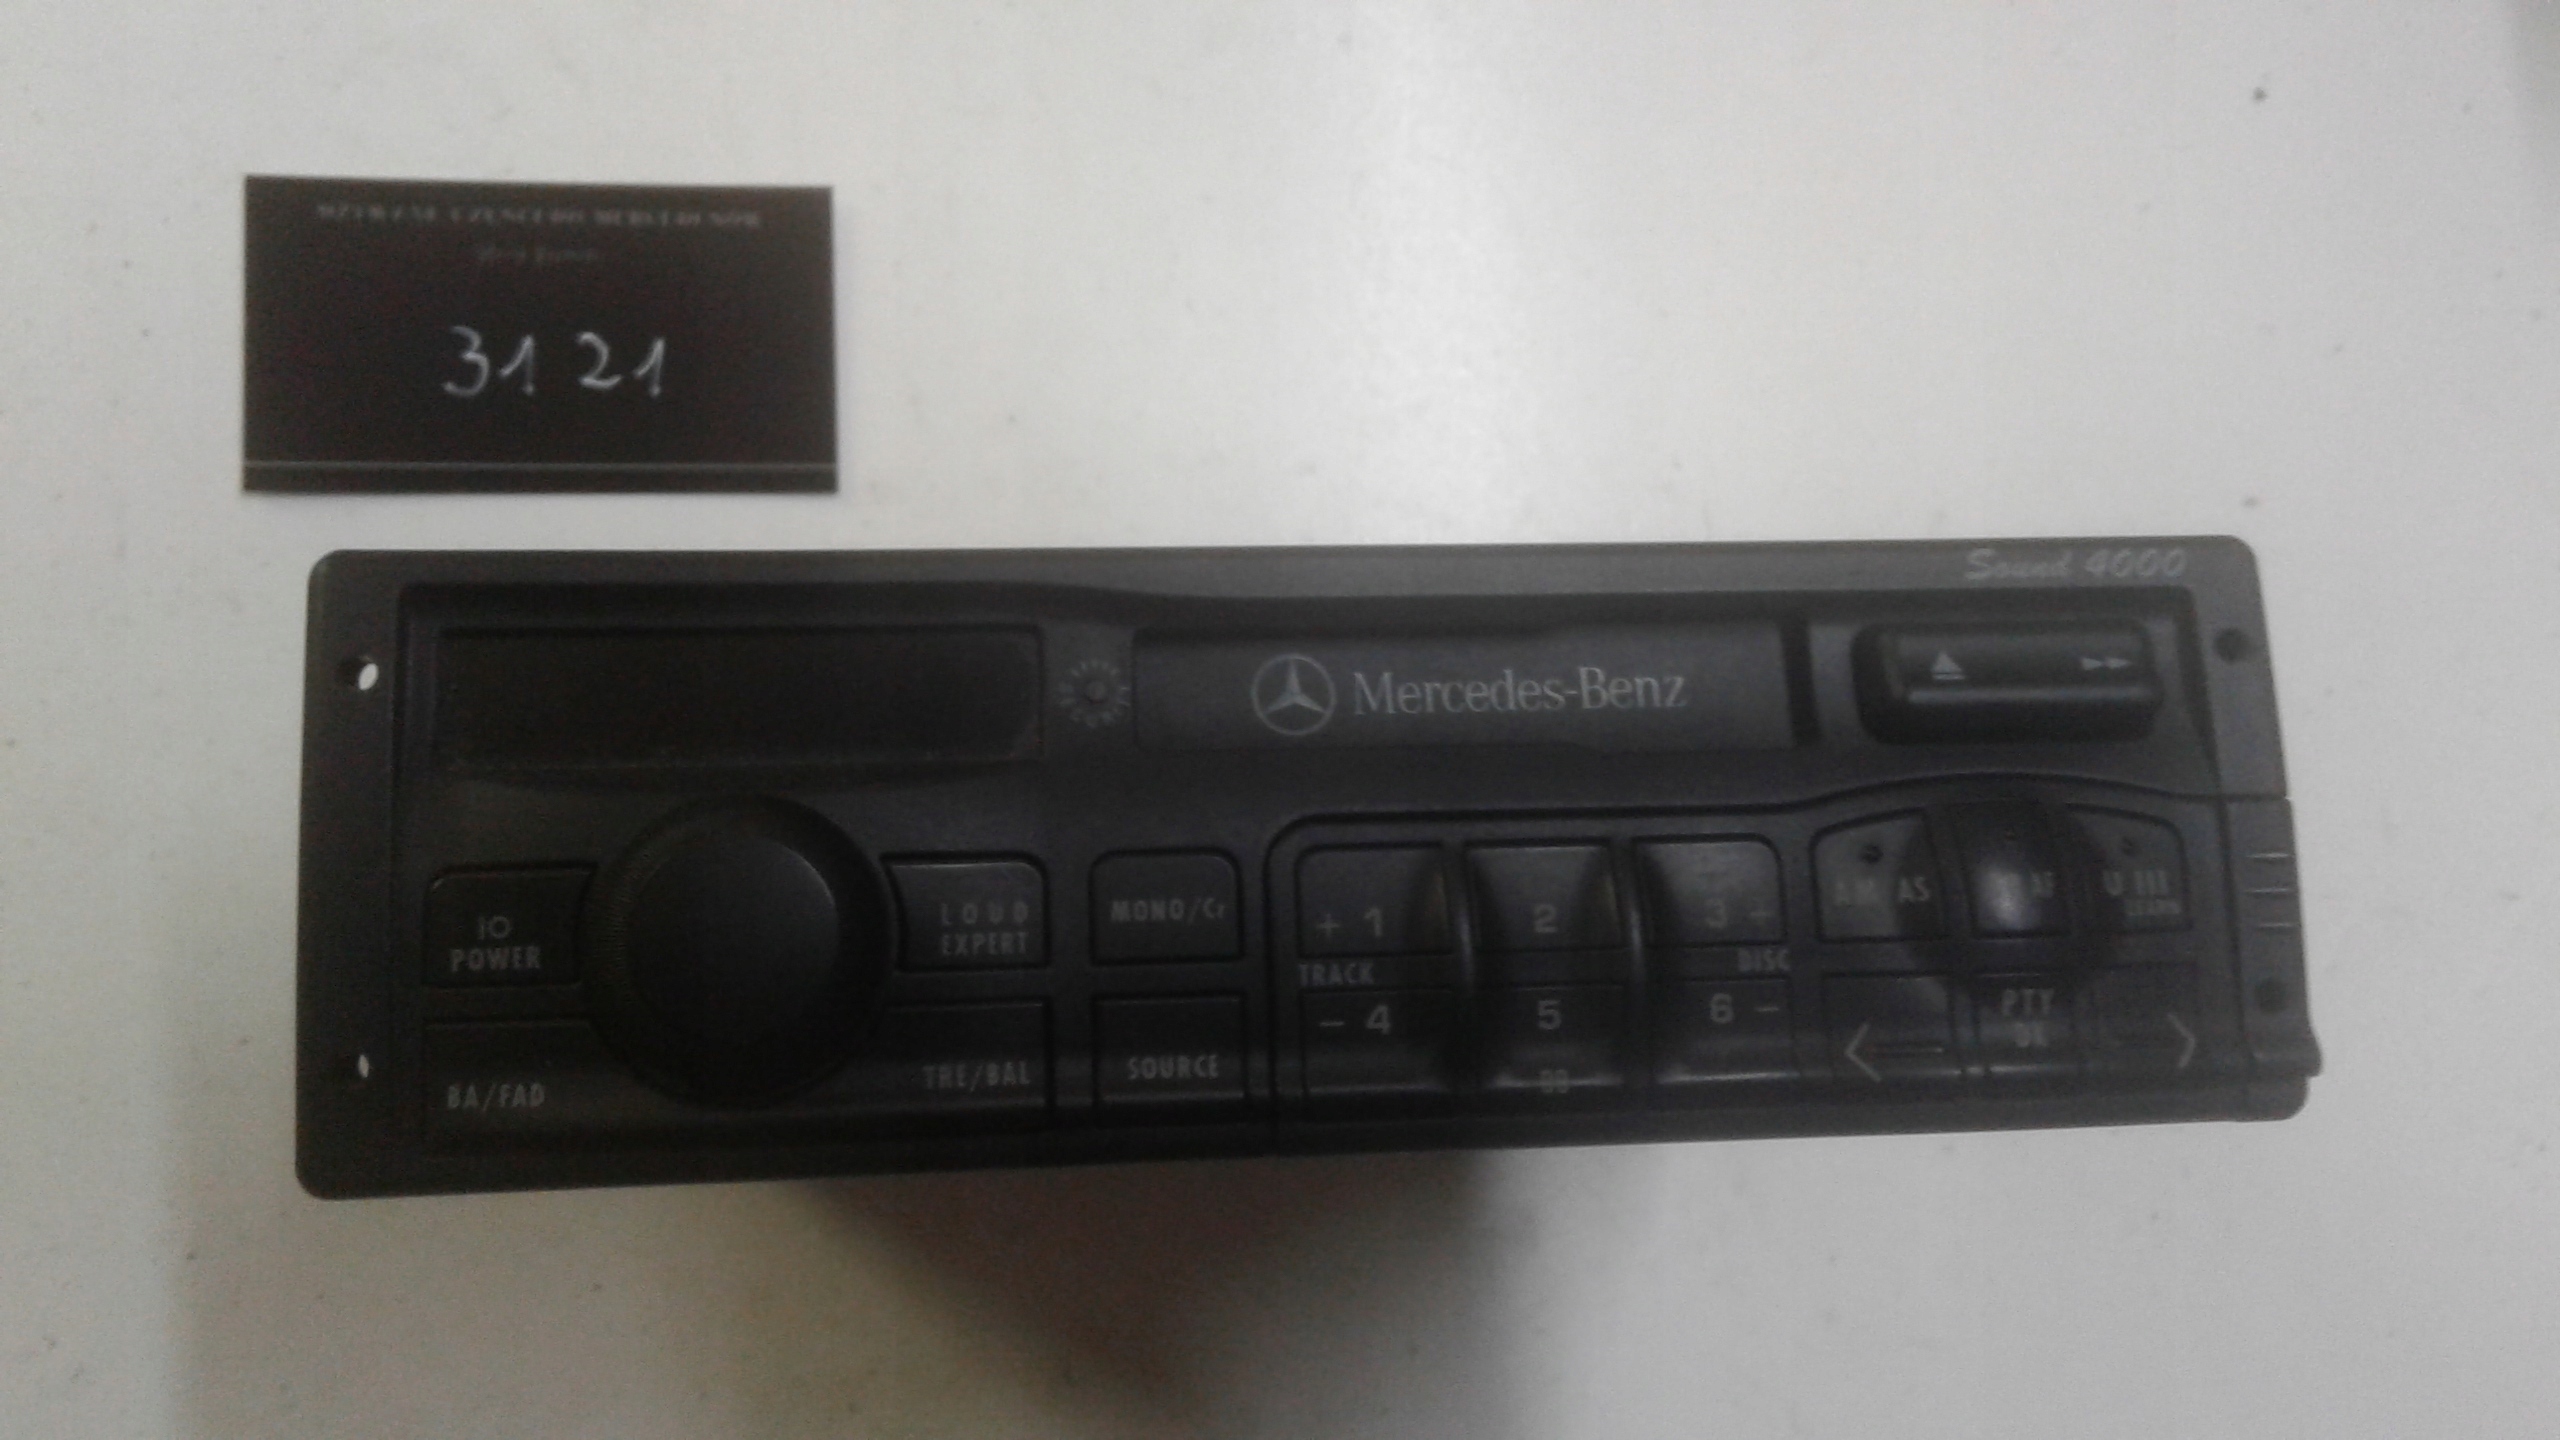 3121
Sound 4000
Mercedes-Benz
IO
POWER
LOUD
EXPERT
MONO/Cr
+ 1
2
3 +
AM AS
TRACK
DISC
BA/FAD
TRE/BAL
SOURCE
- 4
5
6 -
PTY